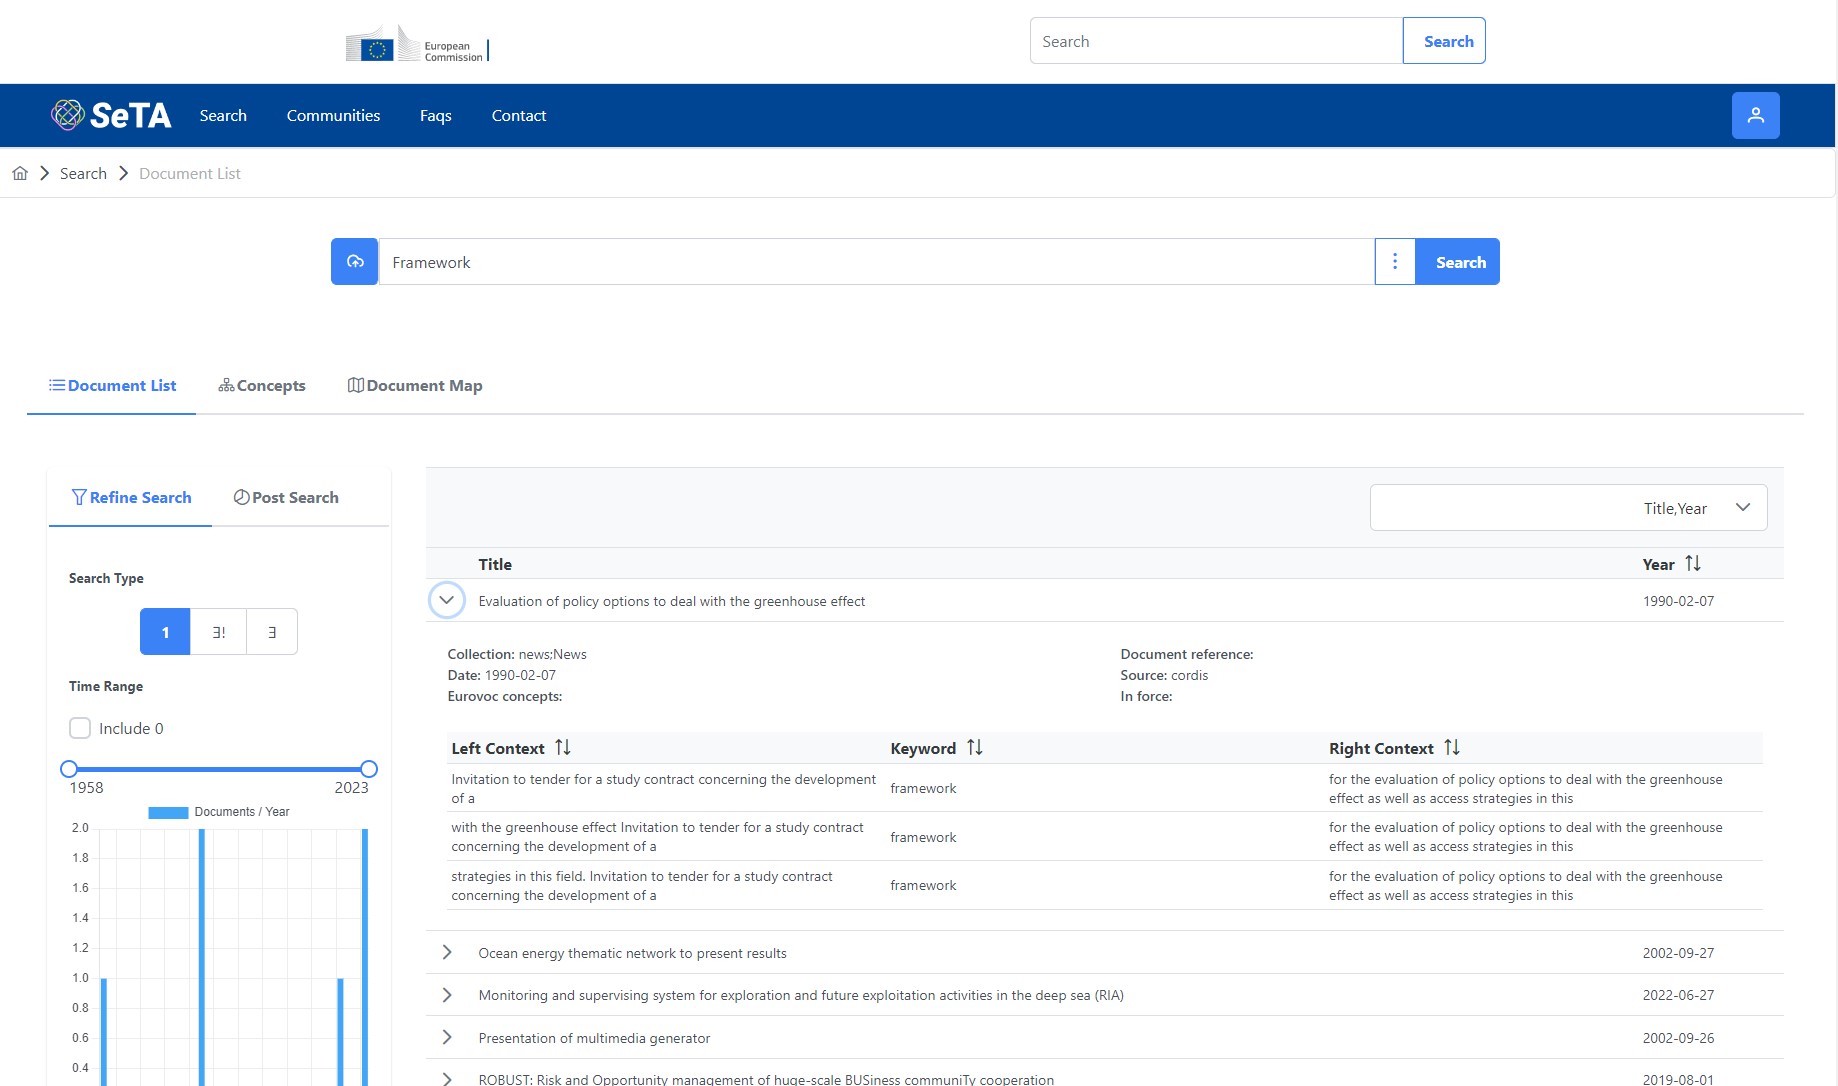 European
Commission
Search
Search
SeTA
Search
Communities
Faqs
Contact
Search
Document List
Framework
Search
Document List
Concepts
Document Map
Refine Search
Post Search
Search Type
1
∃!
∃
Time Range
Include 0
1958
2023
Documents / Year
2.0
1.8
1.6
1.4
1.2
1.0
0.8
0.6
0.4
Title,Year
Title
Year
Evaluation of policy options to deal with the greenhouse effect
1990-02-07
Collection: news;News
Date: 1990-02-07
Eurovoc concepts:
Document reference:
Source: cordis
In force:
Left Context
Keyword
Right Context
Invitation to tender for a study contract concerning the development
of a
framework
for the evaluation of policy options to deal with the greenhouse
effect as well as access strategies in this
with the greenhouse effect Invitation to tender for a study contract
concerning the development of a
framework
for the evaluation of policy options to deal with the greenhouse
effect as well as access strategies in this
strategies in this field. Invitation to tender for a study contract
concerning the development of a
framework
for the evaluation of policy options to deal with the greenhouse
effect as well as access strategies in this
Ocean energy thematic network to present results
2002-09-27
Monitoring and supervising system for exploration and future exploitation activities in the deep sea (RIA)
2022-06-27
Presentation of multimedia generator
2002-09-26
ROBUST: Risk and Opportunity management of huge-scale BUSiness communiTy cooperation
2019-08-01